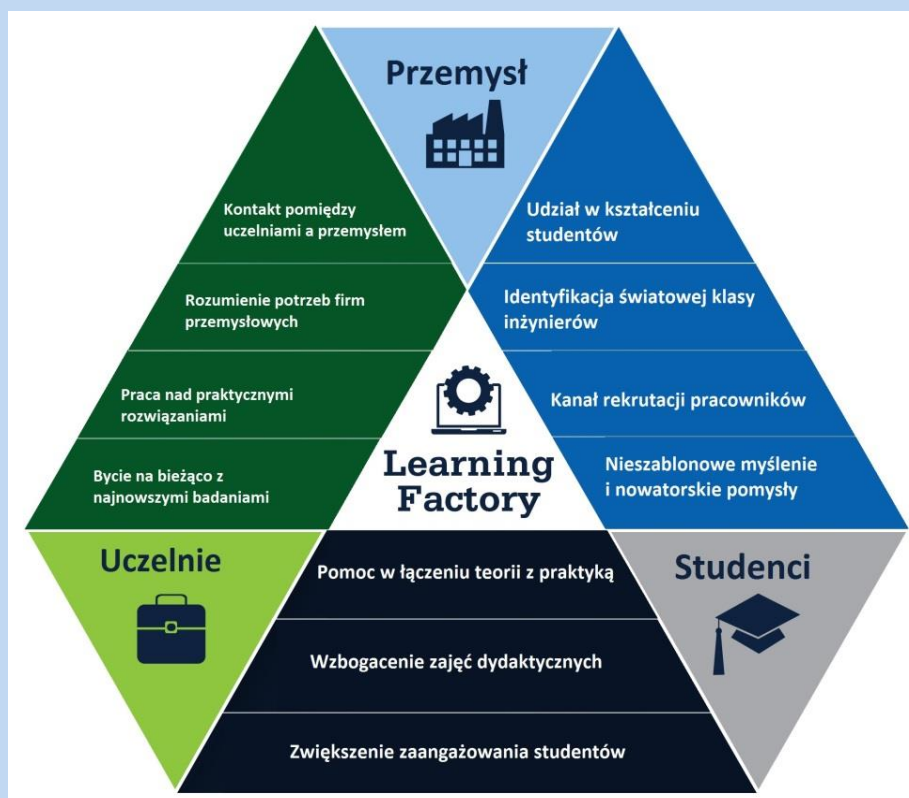 Przemysł
Kontakt pomiędzy
uczelniami a przemysłem
Rozumienie potrzeb firm
przemysłowych
Praca nad praktycznymi
rozwiązaniami
Bycie na bieżąco z
najnowszymi badaniami
Udział w kształceniu
studentów
Identyfikacja światowej klasy
inżynierów
Kanał rekrutacji pracowników
Nieszablonowe myślenie
i nowatorskie pomysły
Learning
Factory
Uczelnie
Pomoc w łączeniu teorii z praktyką
Wzbogacenie zajęć dydaktycznych
Zwiększenie zaangażowania studentów
Studenci